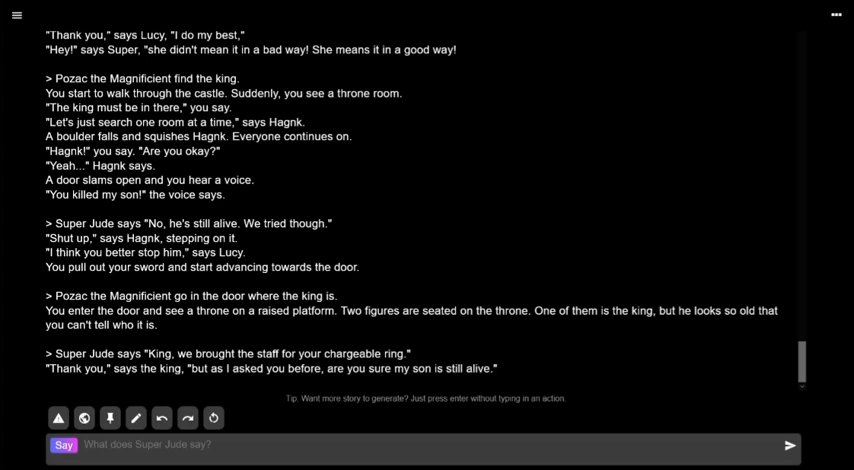 "Thank you," says Lucy, "I do my best,"
"Hey!" says Super, "she didn't mean it in a bad way! She means it in a good way!
> Pozac the Magnificient find the king.
You start to walk through the castle. Suddenly, you see a throne room.
"The king must be in there," you say.
"Let's just search one room at a time," says Hagnk.
A boulder falls and squishes Hagnk. Everyone continues on.
"Hagnk!" you say. "Are you okay?"
"Yeah..." Hagnk says.
A door slams open and you hear a voice.
"You killed my son!" the voice says.
> Super Jude says "No, he's still alive. We tried though."
"Shut up," says Hagnk, stepping on it.
"I think you better stop him," says Lucy.
You pull out your sword and start advancing towards the door.
> Pozac the Magnificient go in the door where the king is.
You enter the door and see a throne on a raised platform. Two figures are seated on the throne. One of them is the king, but he looks so old that
you can't tell who it is.
> Super Jude says "King, we brought the staff for your chargeable ring."
"Thank you," says the king, "but as I asked you before, are you sure my son is still alive."
Tip: Want more story to generate? Just press enter without typing in an action.
Say What does Super Jude say?